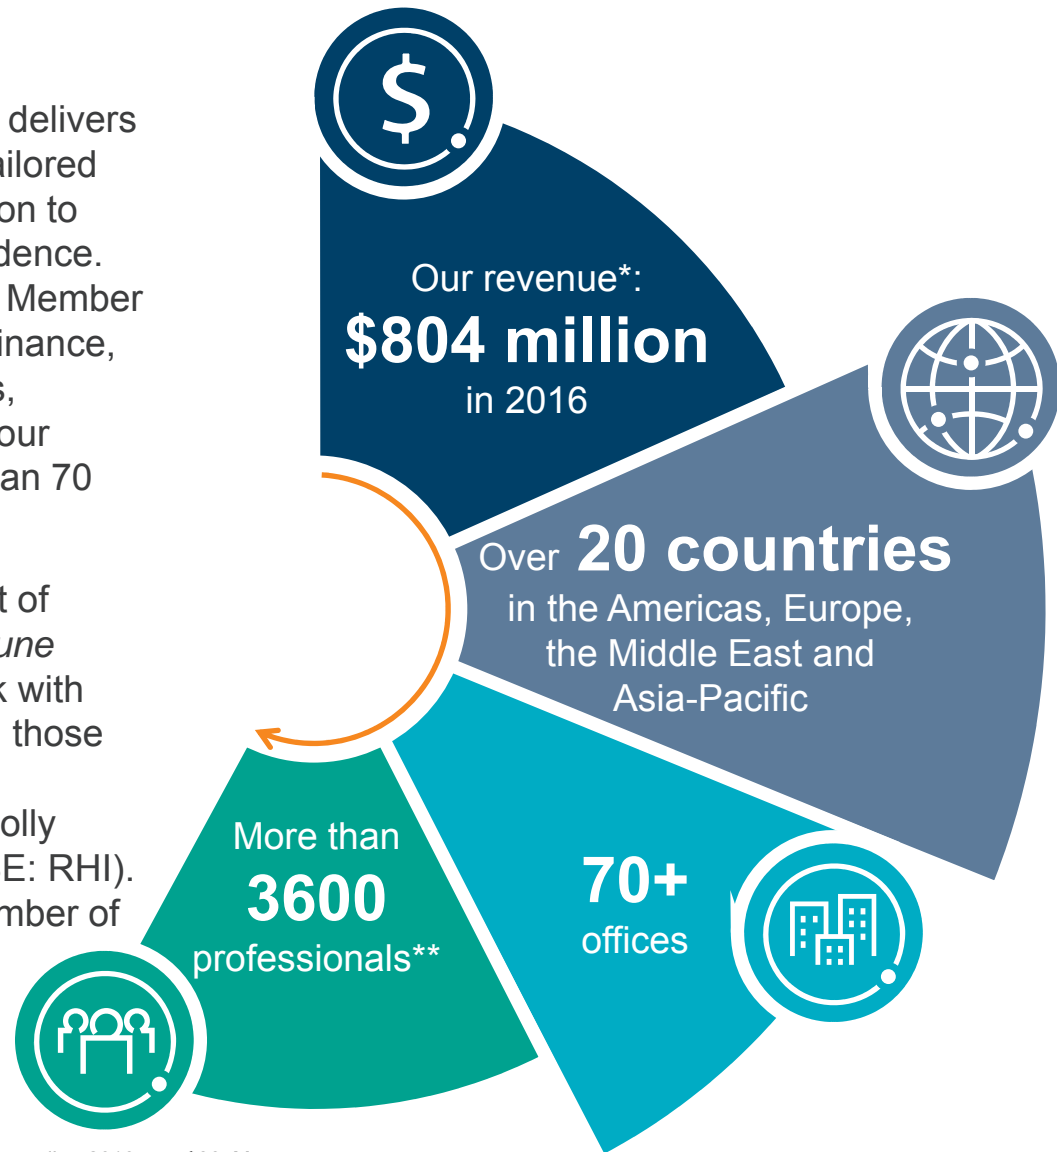 delivers
ailored
on to
dence.
Member
inance,
s,
our
an 70
t of
une
k with
those
olly
E: RHI).
mber of
$
Our revenue*:
$804 million
in 2016
Over 20 countries
in the Americas, Europe,
the Middle East and
Asia-Pacific
70+
offices
More than
3600
professionals**